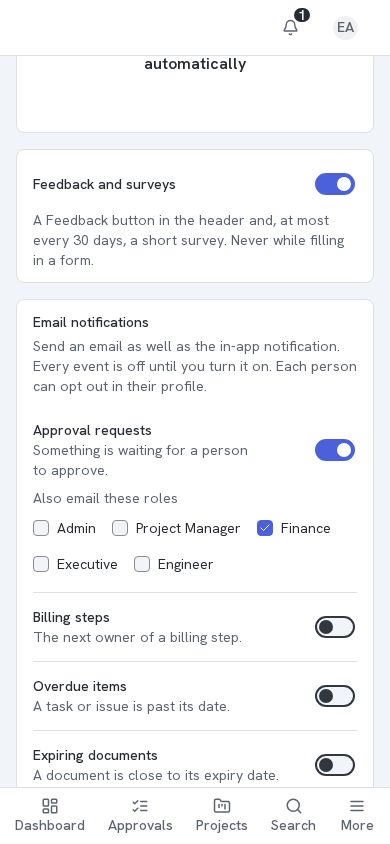 1
EA
automatically
Feedback and surveys
A Feedback button in the header and, at most
every 30 days, a short survey. Never while filling
in a form.
Email notifications
Send an email as well as the in-app notification.
Every event is off until you turn it on. Each person
can opt out in their profile.
Approval requests
Something is waiting for a person
to approve.
Also email these roles
Admin Project Manager Finance
Executive Engineer
Billing steps
The next owner of a billing step.
Overdue items
A task or issue is past its date.
Expiring documents
A document is close to its expiry date.
Dashboard Approvals Projects Search More